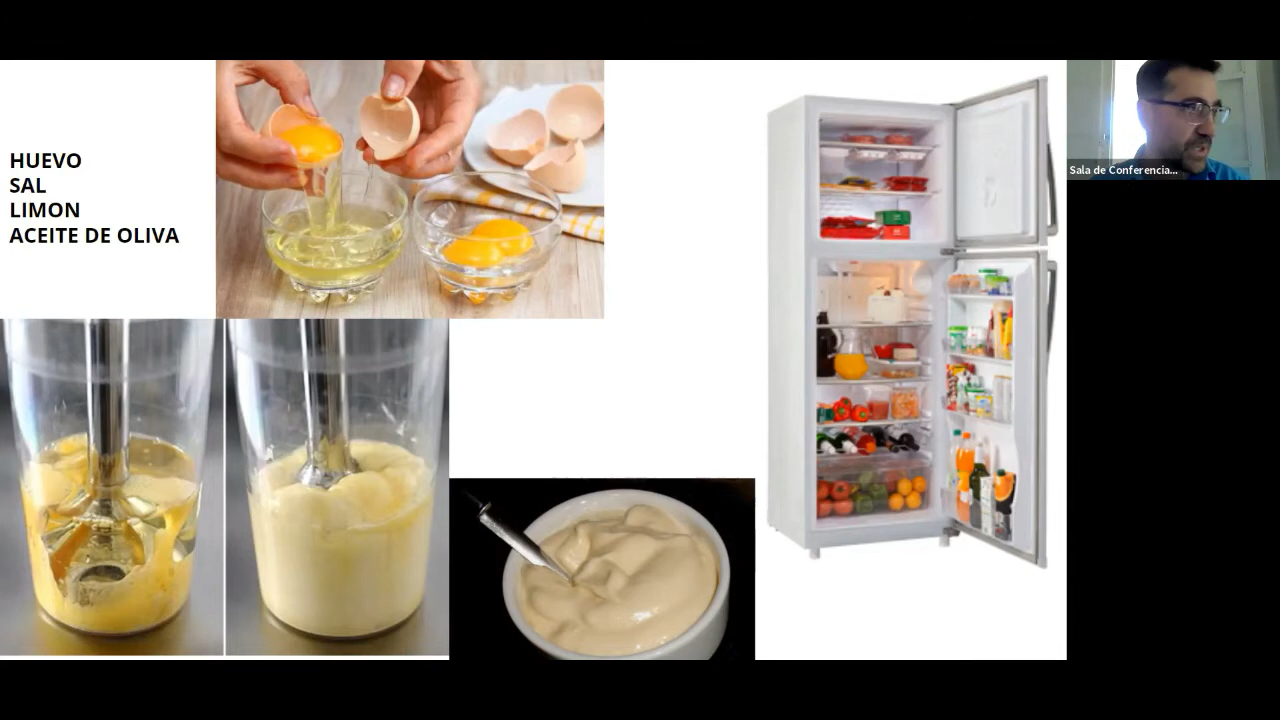 HUEVO
SAL
LIMON
ACEITE DE OLIVA
Sala de Conferencia...